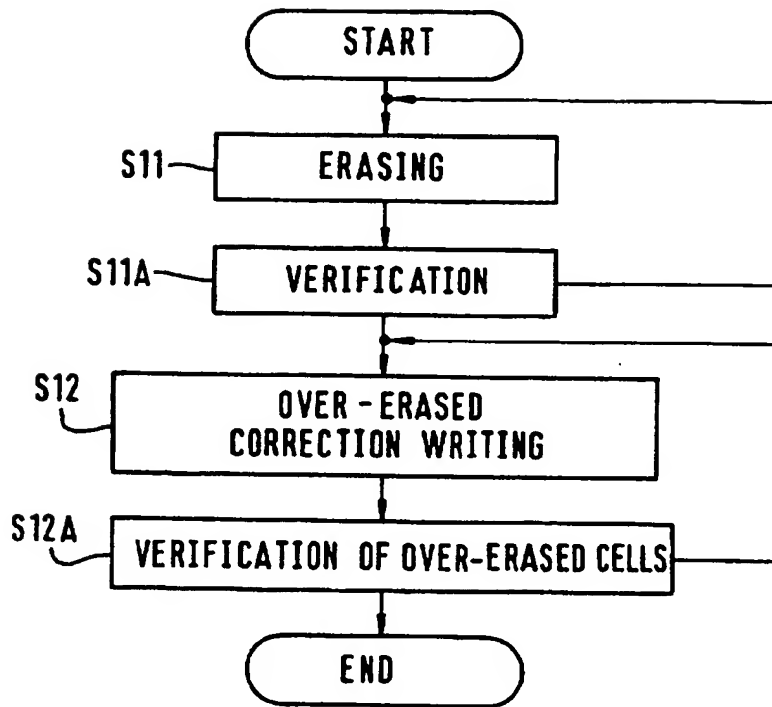 START
S11
ERASING
S11A
VERIFICATION
S12
OVER-ERASED
CORRECTION WRITING
S12A
VERIFICATION OF OVER-ERASED CELLS
END